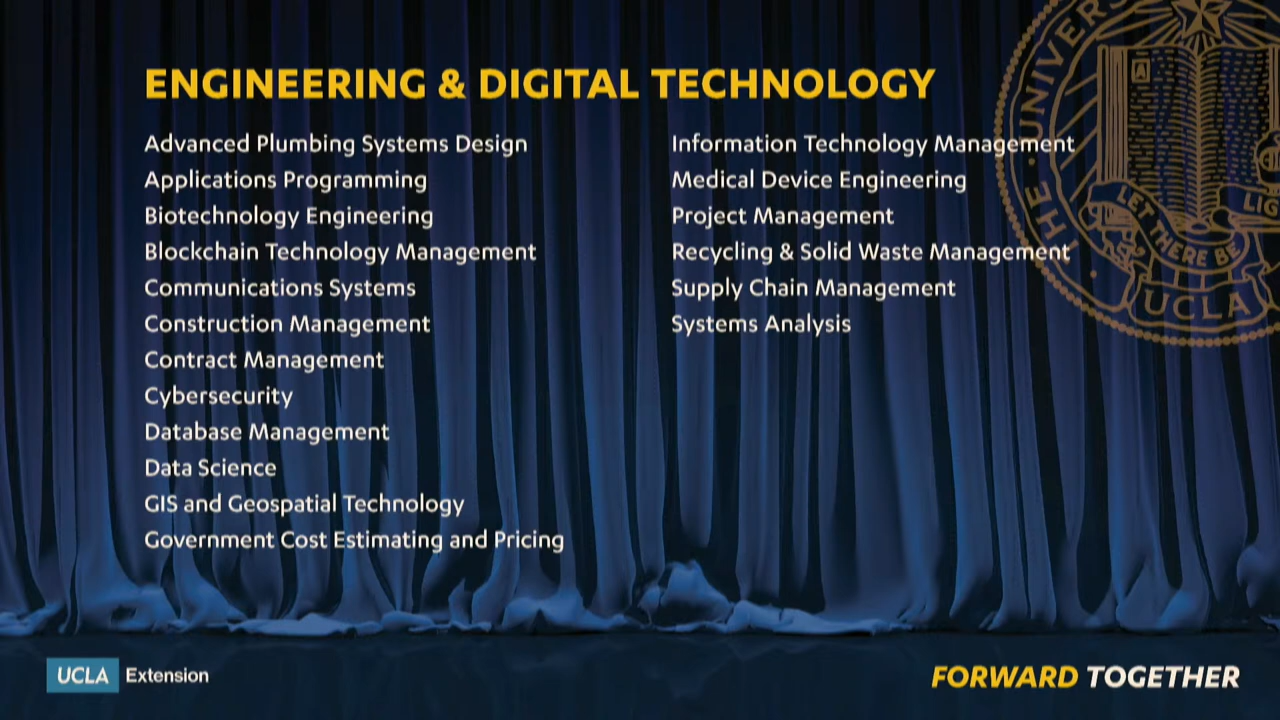 ENGINEERING & DIGITAL TECHNOLOGY
Advanced Plumbing Systems Design
Applications Programming
Biotechnology Engineering
Blockchain Technology Management
Communications Systems
Construction Management
Contract Management
Cybersecurity
Database Management
Data Science
GIS and Geospatial Technology
Government Cost Estimating and Pricing
Information Technology Management
Medical Device Engineering
Project Management
Recycling & Solid Waste Management
Supply Chain Management
Systems Analysis
THE UNIVERS
LET THERE BE LIG
UCLA
UCLA Extension
FORWARD TOGETHER